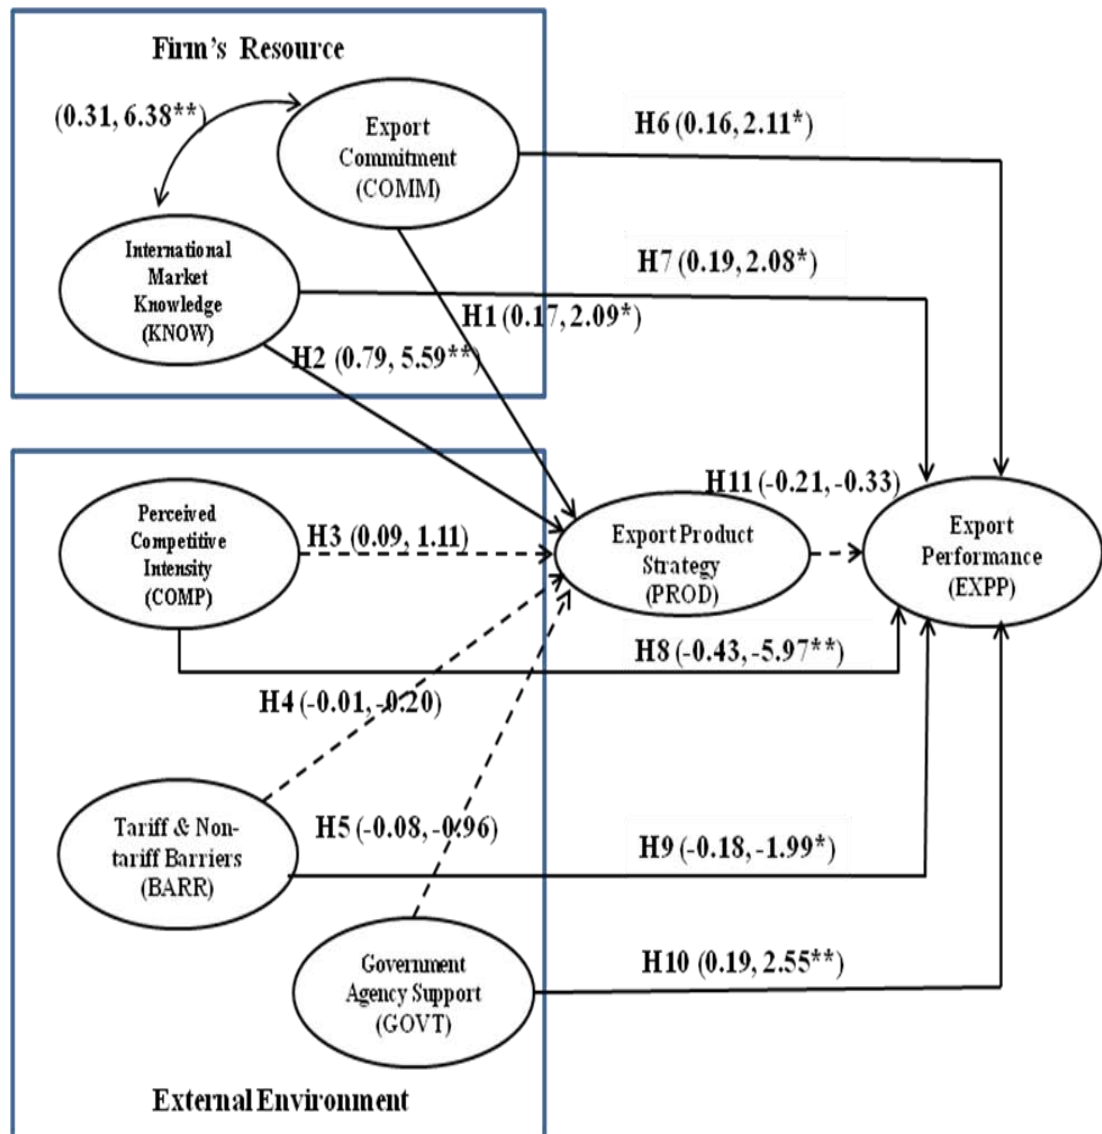 Firm's Resource
(0.31, 6.38**)
Export
Commitment
(COMM)
H6 (0.16, 2.11*)
International
Market
Knowledge
(KNOW)
H7 (0.19, 2.08*)
H1 (0.17, 2.09*)
H2 (0.79, 5.59**)
Perceived
Competitive
Intensity
(COMP)
H3 (0.09, 1.11)
Export Product
Strategy
(PROD)
H11 (-0.21, -0.33)
Export
Performance
(EXPP)
H8 (-0.43, -5.97**)
H4 (-0.01, -0.20)
Tariff & Non-
tariff Barriers
(BARR)
H5 (-0.08, -0.96)
H9 (-0.18, -1.99*)
Government
Agency Support
(GOVT)
H10 (0.19, 2.55**)
External Environment